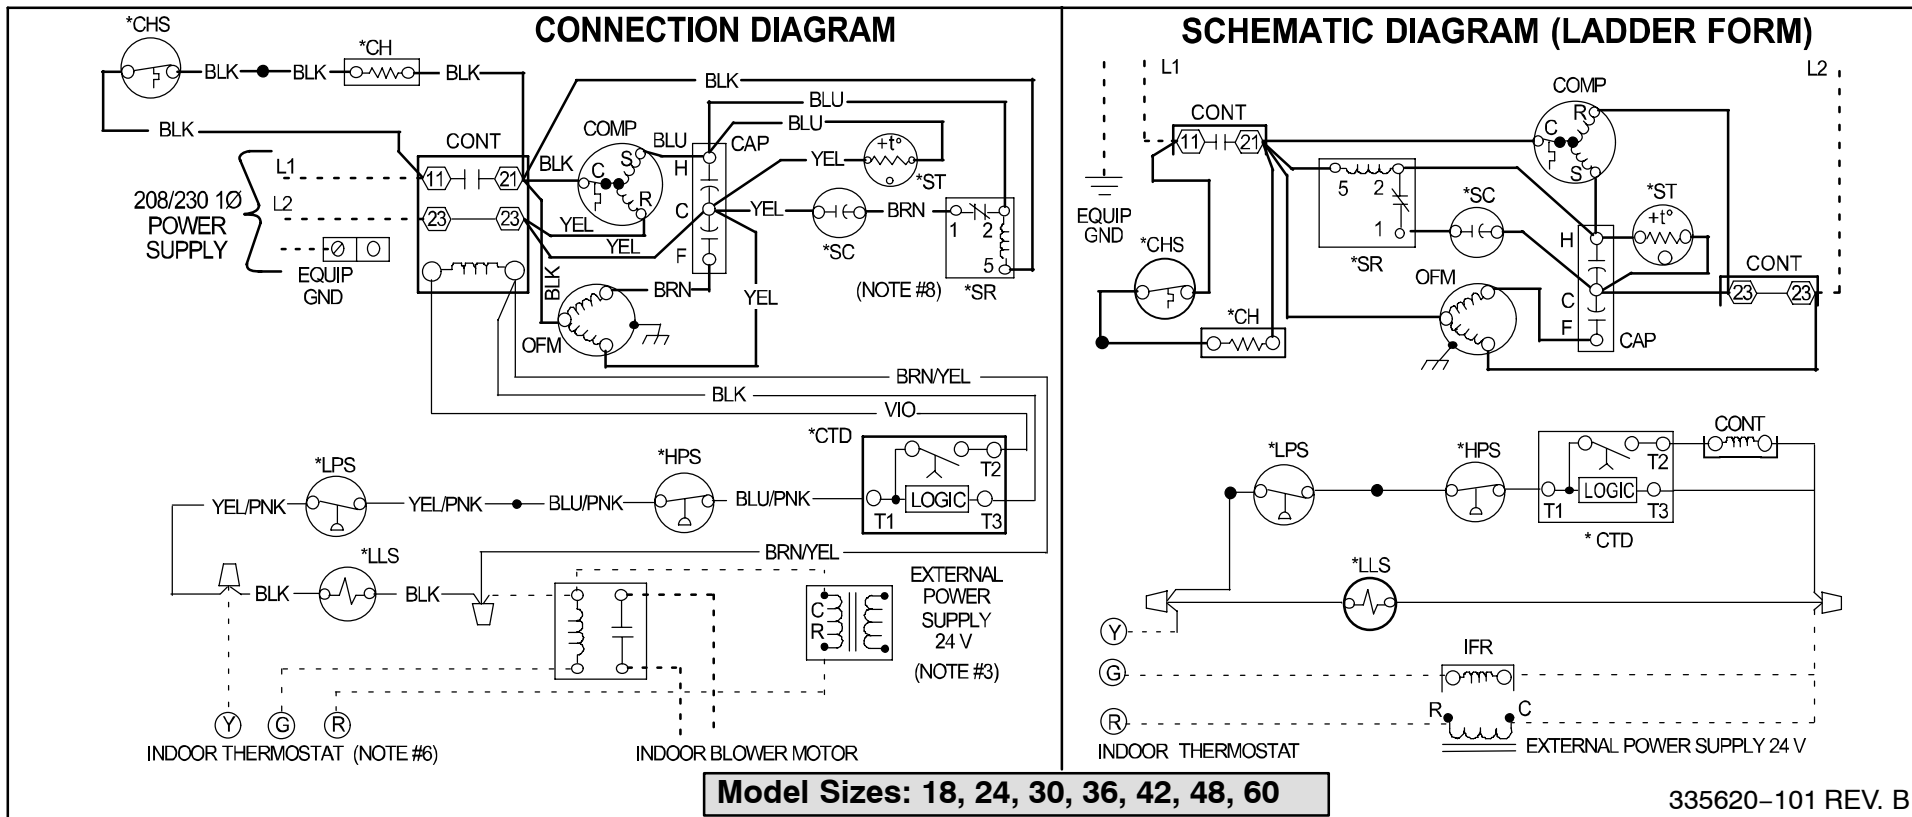 CONNECTION DIAGRAM
*CHS
*CH
BLK
BLK
BLK
BLK
BLK
BLU
BLU
CONT
COMP
BLU
CAP
BLK
C
S
R
H
C
F
YEL
+t°
*ST
L1
L2
208/230 1Ø
POWER
SUPPLY
11
21
23
23
YEL
YEL
YEL
*SC
BRN
1
2
5
*SR
(NOTE #8)
EQUIP
GND
BLK
BRN
YEL
OFM
BRN/YEL
BLK
VIO
*CTD
*LPS
*HPS
YEL/PNK
YEL/PNK
BLU/PNK
BLU/PNK
T1
LOGIC
T2
T3
*LLS
BRN/YEL
BLK
BLK
C
R
EXTERNAL
POWER
SUPPLY
24 V
(NOTE #3)
Y
G
R
INDOOR THERMOSTAT (NOTE #6)
INDOOR BLOWER MOTOR
SCHEMATIC DIAGRAM (LADDER FORM)
L1
L2
CONT
11
21
COMP
C
R
S
5
2
1
*SR
*SC
*ST
+t°
EQUIP
GND
*CHS
*CH
H
C
F
CAP
OFM
CONT
23
23
*LPS
*HPS
T1
LOGIC
T2
T3
* CTD
CONT
*LLS
Y
G
R
IFR
R
C
INDOOR THERMOSTAT
EXTERNAL POWER SUPPLY 24 V
Model Sizes: 18, 24, 30, 36, 42, 48, 60
335620–101 REV. B